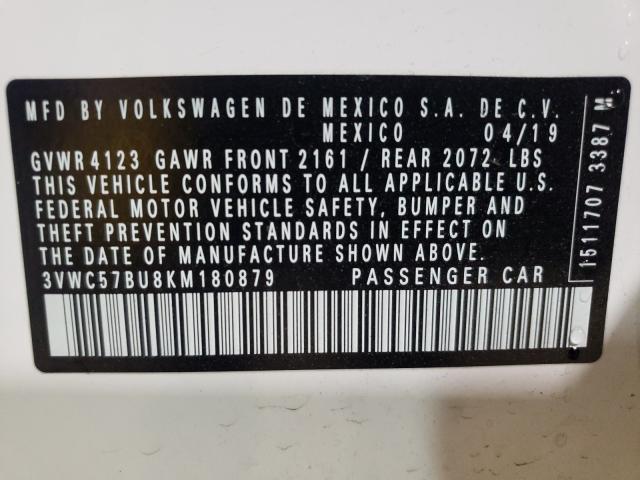 MFD BY VOLKSWAGEN DE MEXICO S.A. DE C.V.
MEXICO 04/19
GVWR 4123 GAWR FRONT 2161 / REAR 2072 LBS
THIS VEHICLE CONFORMS TO ALL APPLICABLE U.S.
FEDERAL MOTOR VEHICLE SAFETY, BUMPER AND
THEFT PREVENTION STANDARDS IN EFFECT ON
THE DATE OF MANUFACTURE SHOWN ABOVE.
3VWC57BU8KM180879 PASSENGER CAR
1511707 3387 M